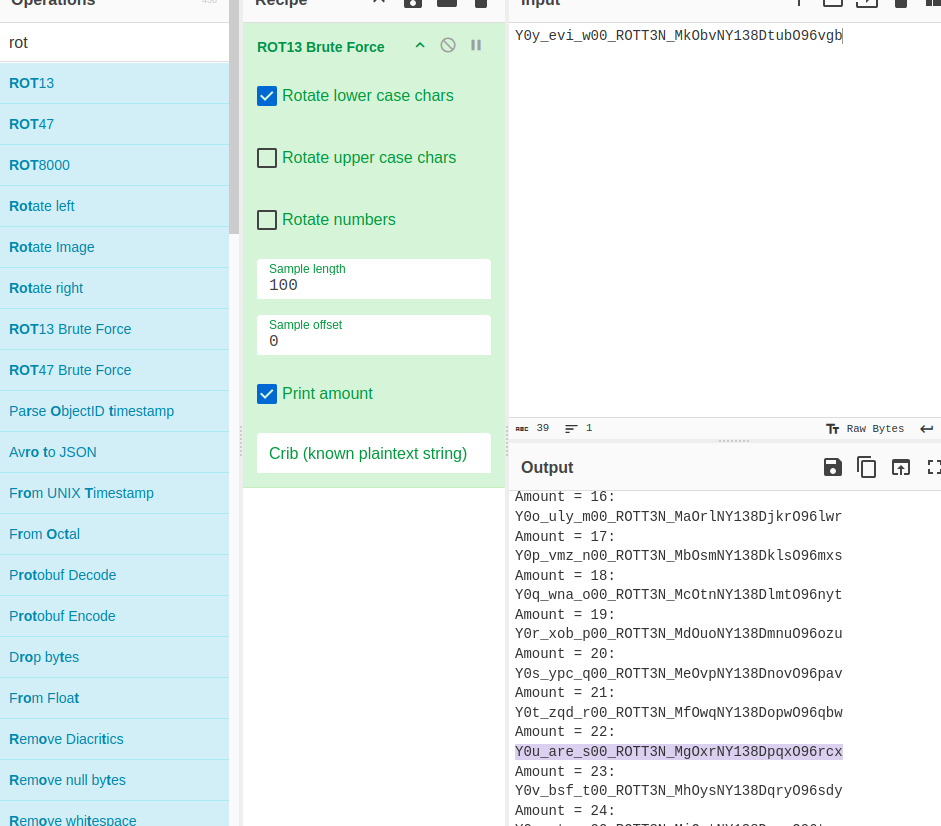 Operations
436
Recipe
Input
rot
ROT13
ROT47
ROT8000
Rotate left
Rotate Image
Rotate right
ROT13 Brute Force
ROT47 Brute Force
Parse ObjectID timestamp
Avro to JSON
From UNIX Timestamp
From Octal
Protobuf Decode
Protobuf Encode
Drop bytes
From Float
Remove Diacritics
Remove null bytes
Remove whitespace
ROT13 Brute Force
Rotate lower case chars
Rotate upper case chars
Rotate numbers
Sample length
100
Sample offset
0
Print amount
Crib (known plaintext string)
Y0y_evi_w00_ROTT3N_MkObvNY138DtubO96vgb
ABC 39 1 Tт Raw Bytes
Output
Amount = 16:
Y0o_uly_m00_ROTT3N_MaOrlNY138DjkrO96lwr
Amount = 17:
Y0p_vmz_n00_ROTT3N_MbOsmNY138DklsO96mxs
Amount = 18:
Y0q_wna_o00_ROTT3N_McOtnNY138DlmtO96nyt
Amount = 19:
Y0r_xob_p00_ROTT3N_MdOuoNY138DmnuO96ozu
Amount = 20:
Y0s_ypc_q00_ROTT3N_MeOvpNY138DnovO96pav
Amount = 21:
Y0t_zqd_r00_ROTT3N_MfOwqNY138DopwO96qbw
Amount = 22:
Y0u_are_s00_ROTT3N_MgOxrNY138DpqxO96rcx
Amount = 23:
Y0v_bsf_t00_ROTT3N_MhOysNY138DqryO96sdy
Amount = 24: